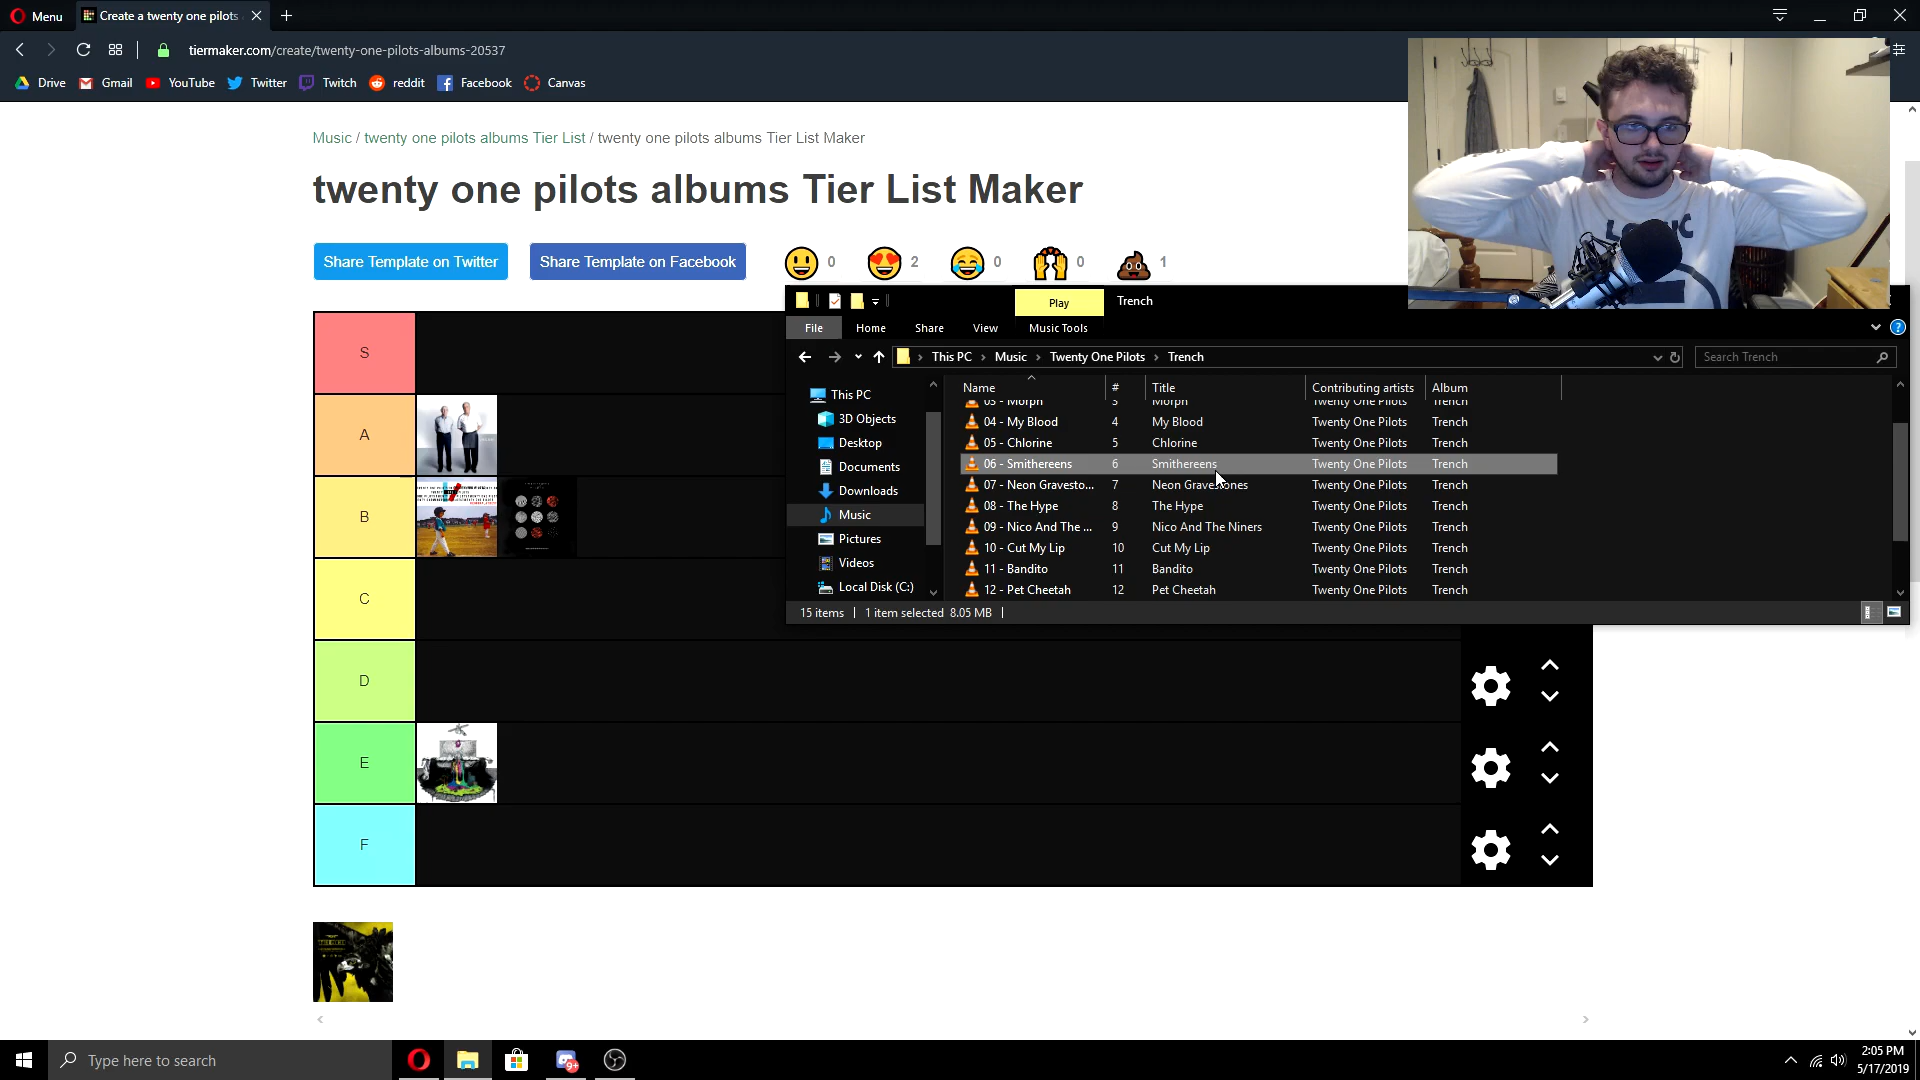 Menu
Create a twenty one pilots
tiermaker.com/create/twenty-one-pilots-albums-20537
Drive Gmail YouTube Twitter Twitch reddit Facebook Canvas
Music / twenty one pilots albums Tier List / twenty one pilots albums Tier List Maker
twenty one pilots albums Tier List Maker
Share Template on Twitter
Share Template on Facebook
0
2
0
0
1
Play
Trench
File Home Share View Music Tools
This PC Music Twenty One Pilots Trench
Search Trench
This PC
3D Objects
Desktop
Documents
Downloads
Music
Pictures
Videos
Local Disk (C:)
Name # Title Contributing artists Album
03 - Morph 3 Morph Twenty One Pilots Trench
04 - My Blood 4 My Blood Twenty One Pilots Trench
05 - Chlorine 5 Chlorine Twenty One Pilots Trench
06 - Smithereens 6 Smithereens Twenty One Pilots Trench
07 - Neon Gravesto... 7 Neon Gravestones Twenty One Pilots Trench
08 - The Hype 8 The Hype Twenty One Pilots Trench
09 - Nico And The ... 9 Nico And The Niners Twenty One Pilots Trench
10 - Cut My Lip 10 Cut My Lip Twenty One Pilots Trench
11 - Bandito 11 Bandito Twenty One Pilots Trench
12 - Pet Cheetah 12 Pet Cheetah Twenty One Pilots Trench
15 items 1 item selected 8.05 MB
S
A
B
C
D
E
F
Type here to search
9+
2:05 PM
5/17/2019